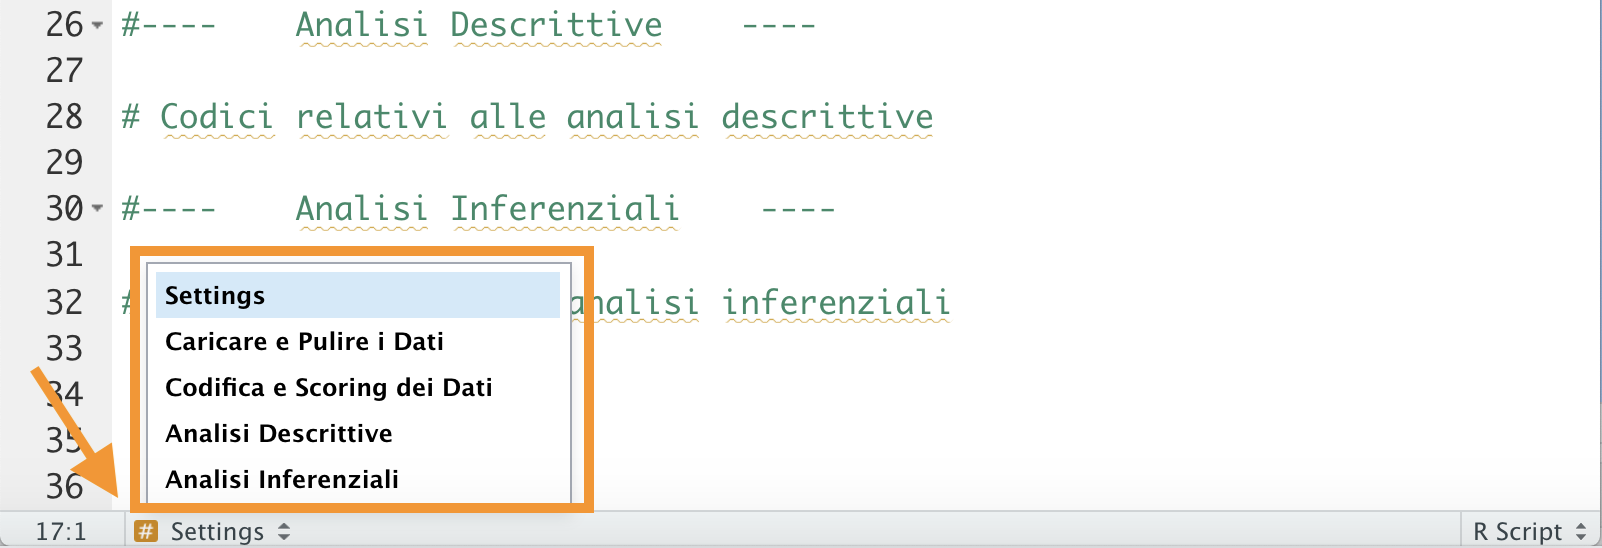 26 #---- Analisi Descrittive ----
27
28 # Codici relativi alle analisi descrittive
29
30 #---- Analisi Inferenziali ----
31
32 # analisi inferenziali
33
34
35
36
Settings
Caricare e Pulire i Dati
Codifica e Scoring dei Dati
Analisi Descrittive
Analisi Inferenziali
17:1 # Settings R Script